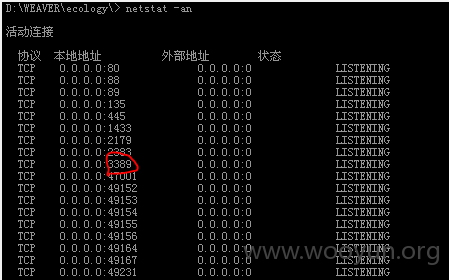 D:\WEAVER\ecology\> netstat -an
活动连接
协议 本地地址 外部地址 状态
TCP 0.0.0.0:80 0.0.0.0:0 LISTENING
TCP 0.0.0.0:88 0.0.0.0:0 LISTENING
TCP 0.0.0.0:89 0.0.0.0:0 LISTENING
TCP 0.0.0.0:135 0.0.0.0:0 LISTENING
TCP 0.0.0.0:445 0.0.0.0:0 LISTENING
TCP 0.0.0.0:1433 0.0.0.0:0 LISTENING
TCP 0.0.0.0:2179 0.0.0.0:0 LISTENING
TCP 0.0.0.0:2383 0.0.0.0:0 LISTENING
TCP 0.0.0.0:3389 0.0.0.0:0 LISTENING
TCP 0.0.0.0:47001 0.0.0.0:0 LISTENING
TCP 0.0.0.0:49152 0.0.0.0:0 LISTENING
TCP 0.0.0.0:49153 0.0.0.0:0 LISTENING
TCP 0.0.0.0:49154 0.0.0.0:0 LISTENING
TCP 0.0.0.0:49155 0.0.0.0:0 LISTENING
TCP 0.0.0.0:49156 0.0.0.0:0 LISTENING
TCP 0.0.0.0:49164 0.0.0.0:0 LISTENING
TCP 0.0.0.0:49167 0.0.0.0:0 LISTENING
TCP 0.0.0.0:49231 0.0.0.0:0 LISTENING
www.wooyun.org